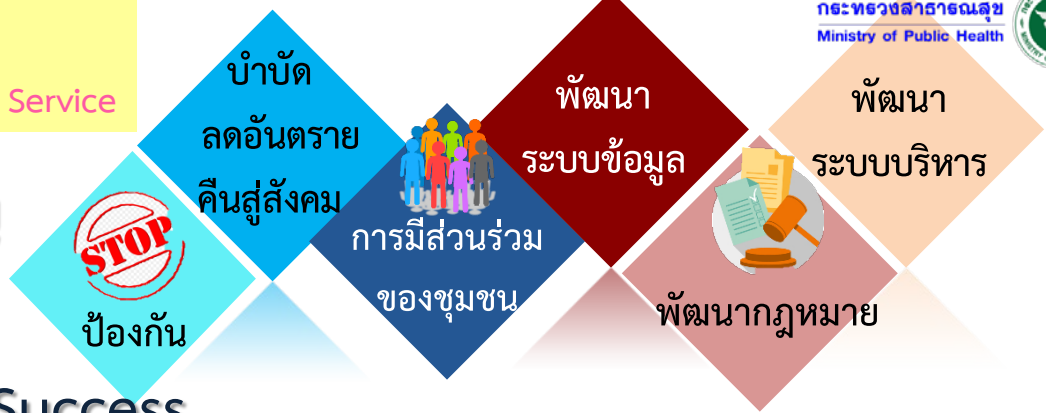 กระทรวงสาธารณสุข
Ministry of Public Health
Service
บำบัด
ลดอันตราย
คืนสู่สังคม
พัฒนา
ระบบข้อมูล
พัฒนา
ระบบบริหาร
STOP
ป้องกัน
การมีส่วนร่วม
ของชุมชน
พัฒนากฎหมาย
Success